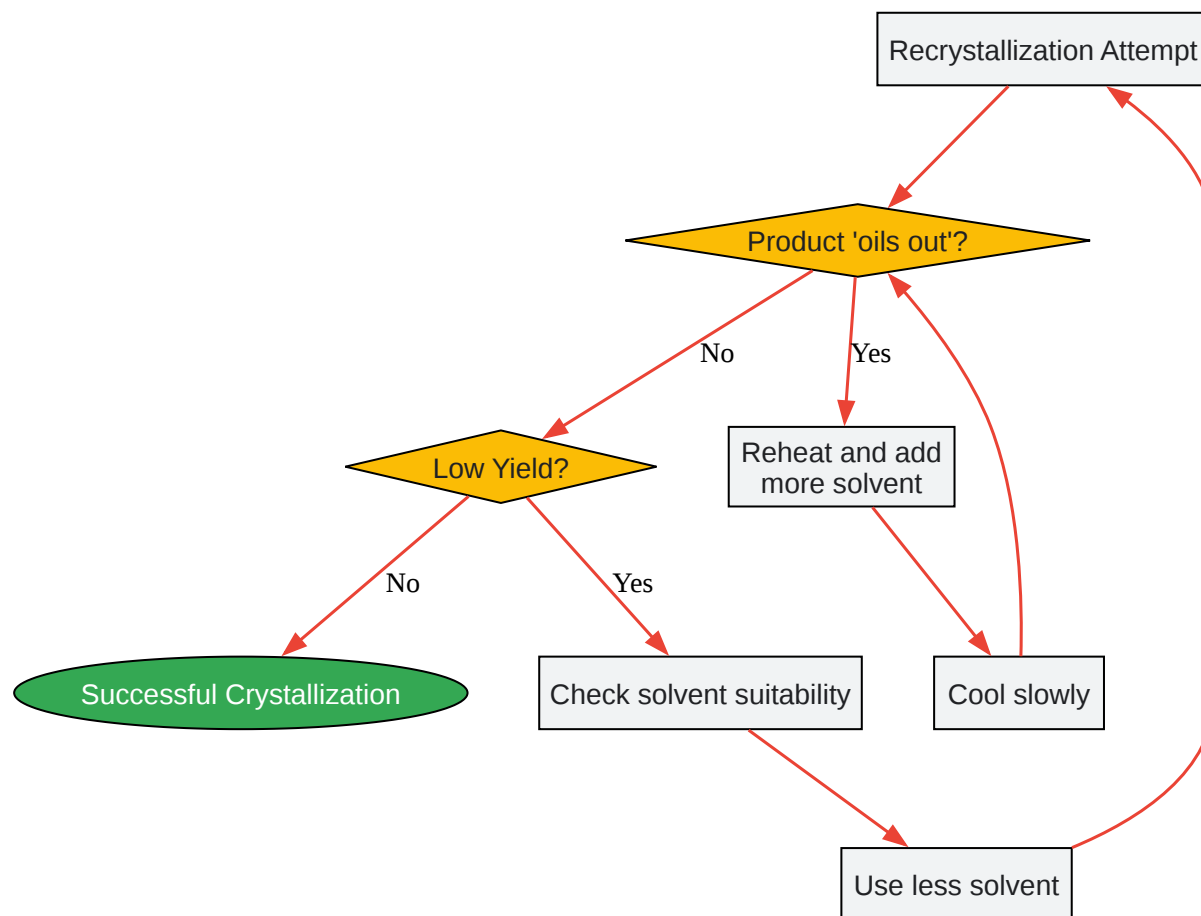 Recrystallization Attempt
Product 'oils out'?
No
Yes
Low Yield?
Reheat and add
more solvent
No
Yes
Successful Crystallization
Check solvent suitability
Cool slowly
Use less solvent